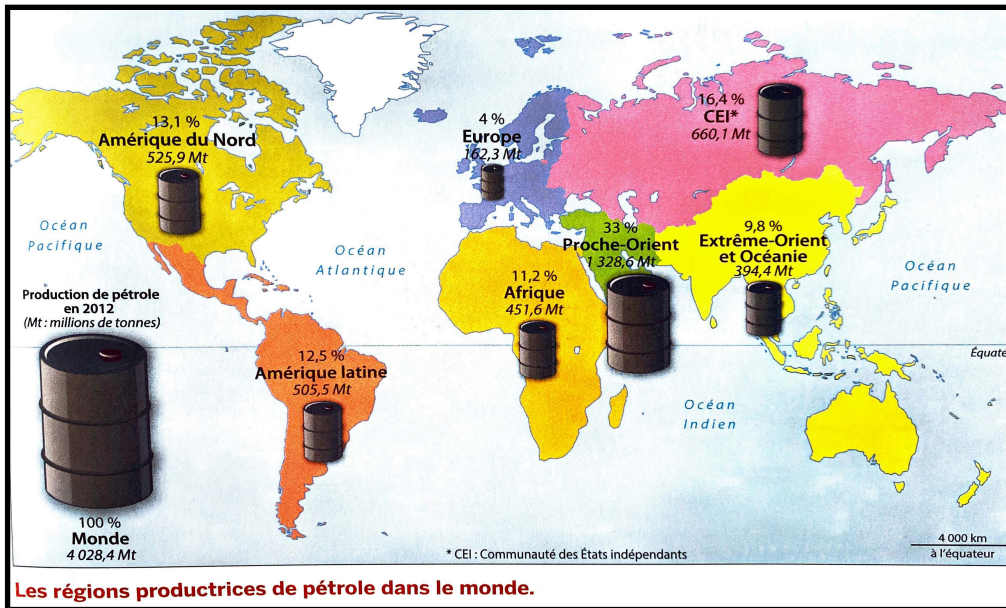 13,1 %
Amérique du Nord
525,9 Mt
4 %
Europe
162,3 Mt
16,4 %
CEI*
660,1 Mt
Océan
Pacifique
Océan
Atlantique
33 %
Proche-Orient
1 328,6 Mt
9,8 %
Extrême-Orient
et Océanie
394,4 Mt
Océan
Pacifique
11,2 %
Afrique
451,6 Mt
Production de pétrole
en 2012
(Mt : millions de tonnes)
12,5 %
Amérique latine
505,5 Mt
Équate
Océan
Indien
100 %
Monde
4 028,4 Mt
* CEI : Communauté des États indépendants
4 000 km
à l'équateur
Les régions productrices de pétrole dans le monde.